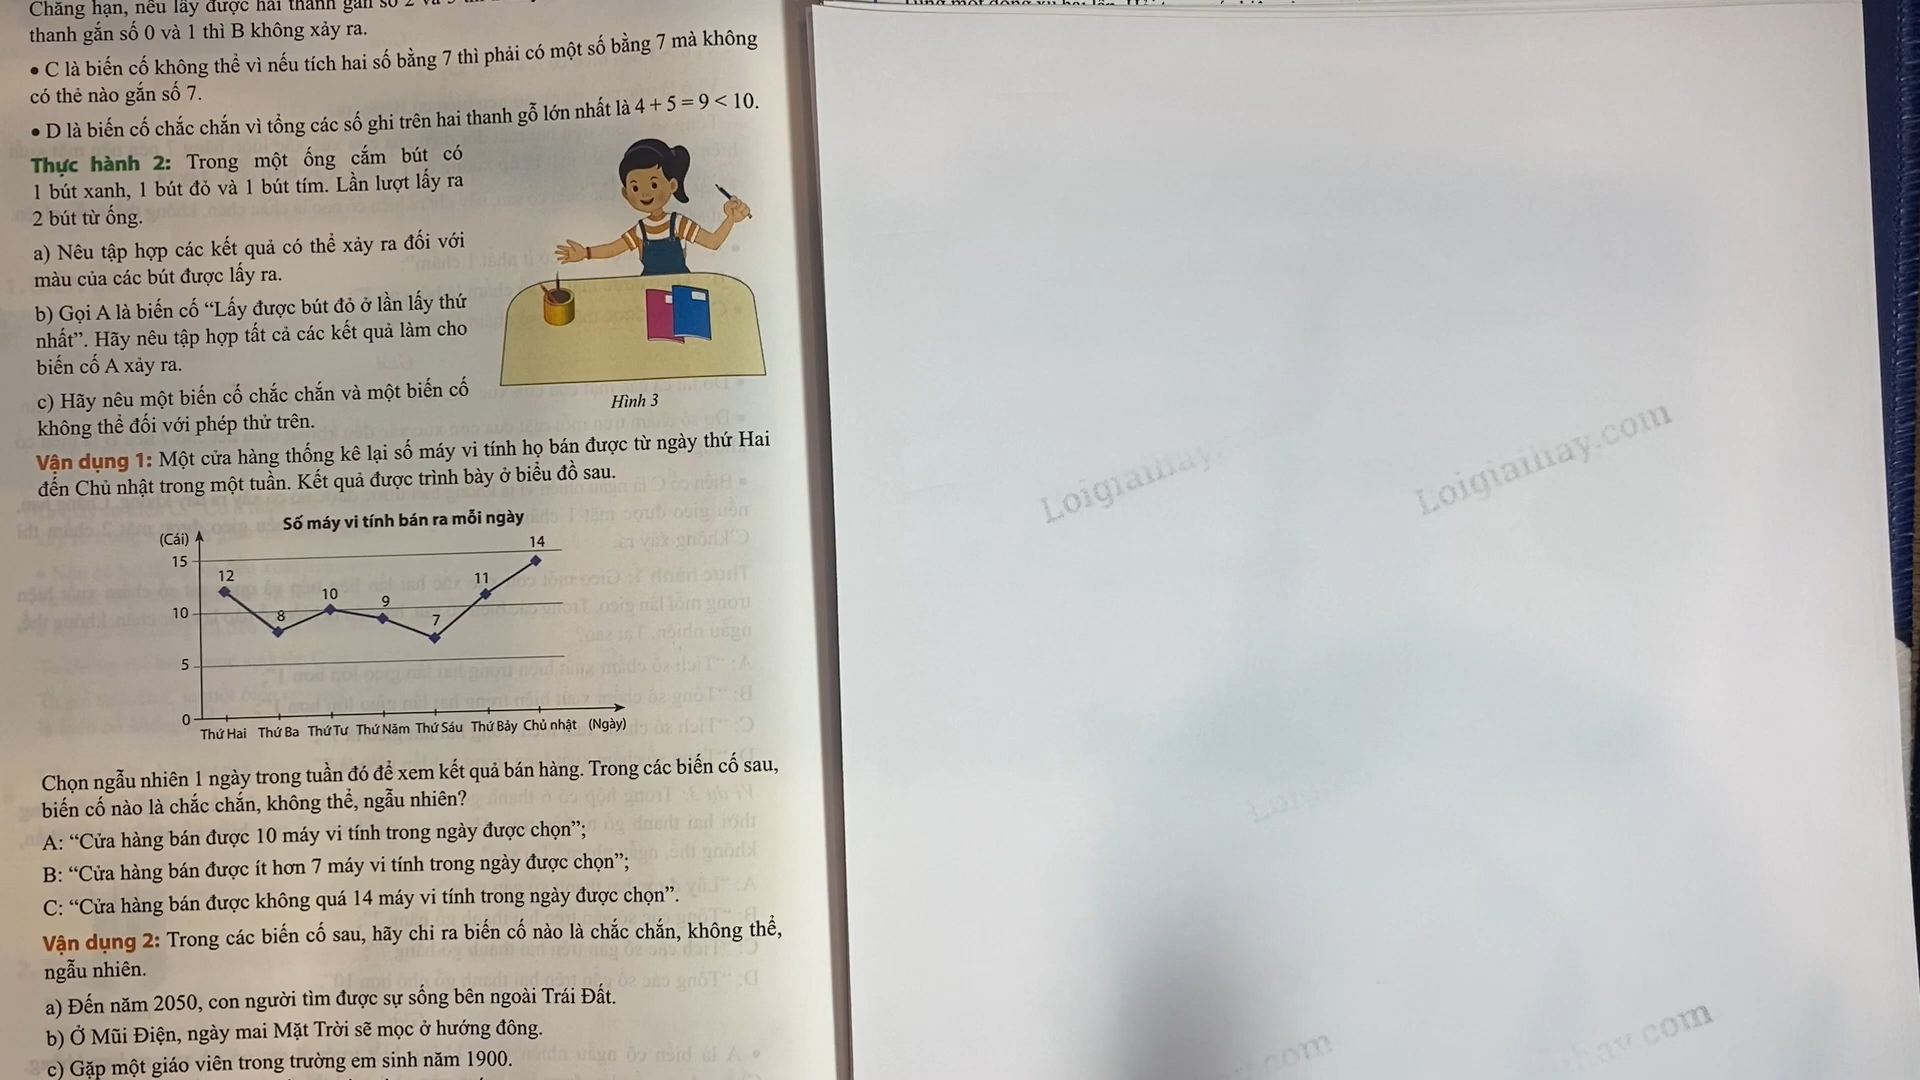 Chẳng hạn, nếu lấy được hai thanh gắn số 2 và
thanh gắn số 0 và 1 thì B không xảy ra.
• C là biến cố không thể vì nếu tích hai số bằng 7 thì phải có một số bằng 7 mà không
có thẻ nào gắn số 7.
• D là biến cố chắc chắn vì tổng các số ghi trên hai thanh gỗ lớn nhất là 4 + 5 = 9 < 10.
Thực hành 2: Trong một ống cắm bút có
1 bút xanh, 1 bút đỏ và 1 bút tím. Lần lượt lấy ra
2 bút từ ống.
a) Nêu tập hợp các kết quả có thể xảy ra đối với
màu của các bút được lấy ra.
b) Gọi A là biến cố “Lấy được bút đỏ ở lần lấy thứ
nhất”. Hãy nêu tập hợp tất cả các kết quả làm cho
biến cố A xảy ra.
c) Hãy nêu một biến cố chắc chắn và một biến cố
không thể đối với phép thử trên.
Hình 3
Vận dụng 1: Một cửa hàng thống kê lại số máy vi tính họ bán được từ ngày thứ Hai
đến Chủ nhật trong một tuần. Kết quả được trình bày ở biểu đồ sau.
Số máy vi tính bán ra mỗi ngày
(Cái)
15
10
5
0
12
8
10
9
7
11
14
Thứ Hai Thứ Ba Thứ Tư Thứ Năm Thứ Sáu Thứ Bảy Chủ nhật (Ngày)
Chọn ngẫu nhiên 1 ngày trong tuần đó để xem kết quả bán hàng. Trong các biến cố sau,
biến cố nào là chắc chắn, không thể, ngẫu nhiên?
A: “Cửa hàng bán được 10 máy vi tính trong ngày được chọn”;
B: “Cửa hàng bán được ít hơn 7 máy vi tính trong ngày được chọn”;
C: “Cửa hàng bán được không quá 14 máy vi tính trong ngày được chọn”.
Vận dụng 2: Trong các biến cố sau, hãy chỉ ra biến cố nào là chắc chắn, không thể,
ngẫu nhiên.
a) Đến năm 2050, con người tìm được sự sống bên ngoài Trái Đất.
b) Ở Mũi Điện, ngày mai Mặt Trời sẽ mọc ở hướng đông.
c) Gặp một giáo viên trong trường em sinh năm 1900.
Loigiaihay.
Loigiaihay.com
.com
hay.com